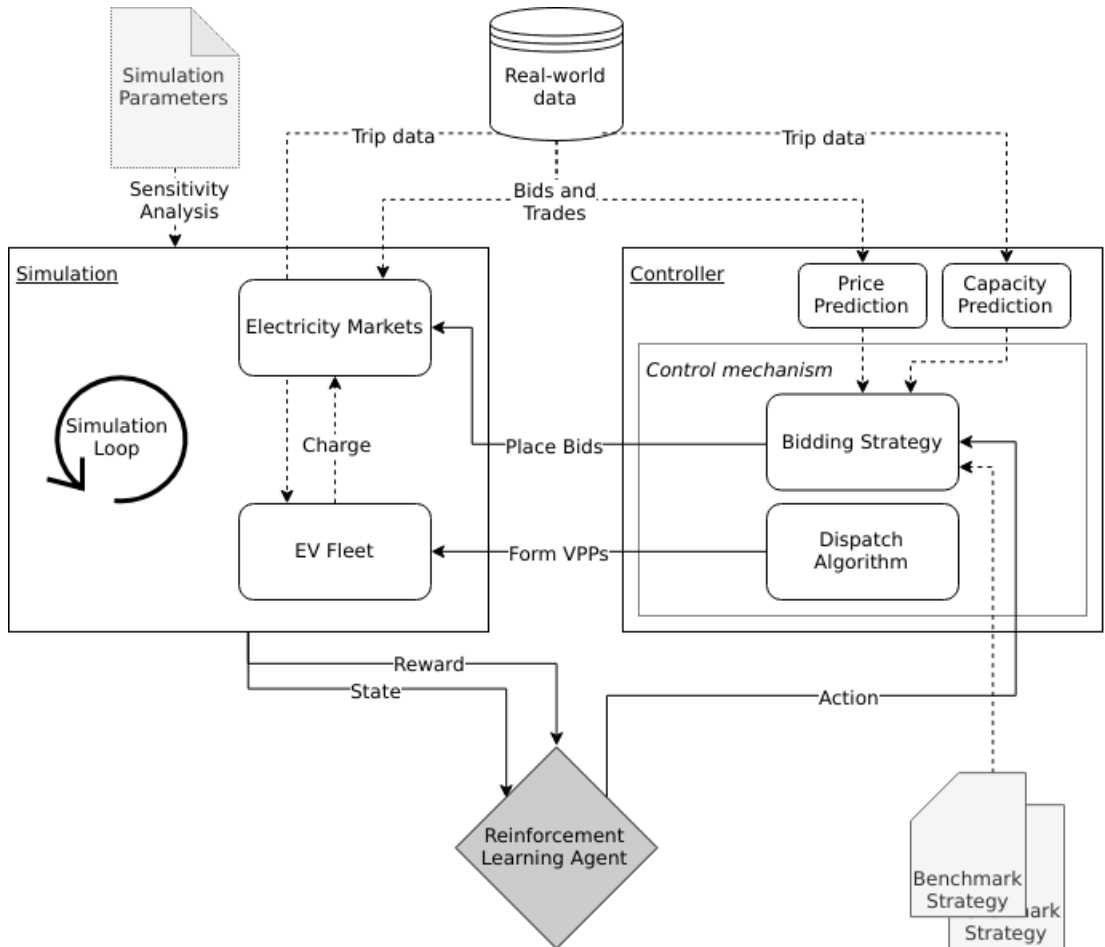 Simulation
Parameters
Real-world
data
Trip data
Trip data
Sensitivity
Analysis
Bids and
Trades
Simulation
Electricity Markets
Simulation
Loop
Charge
EV Fleet
Controller
Price
Prediction
Capacity
Prediction
Control mechanism
Bidding Strategy
Place Bids
Dispatch
Algorithm
Form VPPs
Reward
State
Action
Reinforcement
Learning Agent
Benchmark
Strategy
mark
Strategy